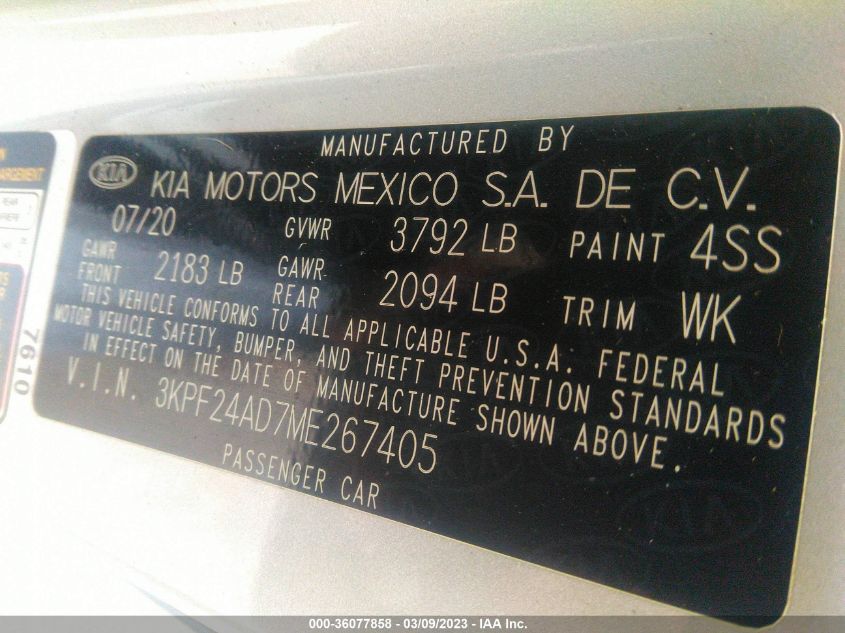 MANUFACTURED BY
KIA KIA MOTORS MEXICO S.A. DE C.V.
07/20 GVWR 3792 LB PAINT 4SS
GAWR FRONT 2183 LB GAWR REAR 2094 LB TRIM WK
THIS VEHICLE CONFORMS TO ALL APPLICABLE U.S.A. FEDERAL
MOTOR VEHICLE SAFETY, BUMPER, AND THEFT PREVENTION STANDARDS
IN EFFECT ON THE DATE OF MANUFACTURE SHOWN ABOVE.
V.I.N. 3KPF24AD7ME267405
PASSENGER CAR
7610
000-36077858 - 03/09/2023 - IAA Inc.